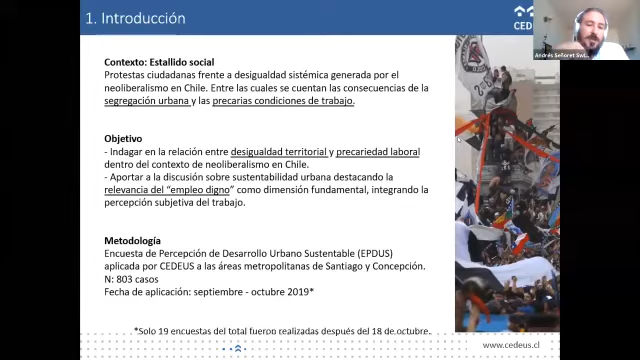 1. Introducción
Andrés Señoret Swi...
Contexto: Estallido social
Protestas ciudadanas frente a desigualdad sistémica generada por el
neoliberalismo en Chile. Entre las cuales se cuentan las consecuencias de la
segregación urbana y las precarias condiciones de trabajo.
Objetivo
- Indagar en la relación entre desigualdad territorial y precariedad laboral
dentro del contexto de neoliberalismo en Chile.
- Aportar a la discusión sobre sustentabilidad urbana destacando la
relevancia del “empleo digno” como dimensión fundamental, integrando la
percepción subjetiva del trabajo.
Metodología
Encuesta de Percepción de Desarrollo Urbano Sustentable (EPDUS)
aplicada por CEDEUS a las áreas metropolitanas de Santiago y Concepción.
N: 803 casos
Fecha de aplicación: septiembre - octubre 2019*
*Solo 19 encuestas del total fuerpo realizadas después del 18 de octubre.
www.cedeus.cl